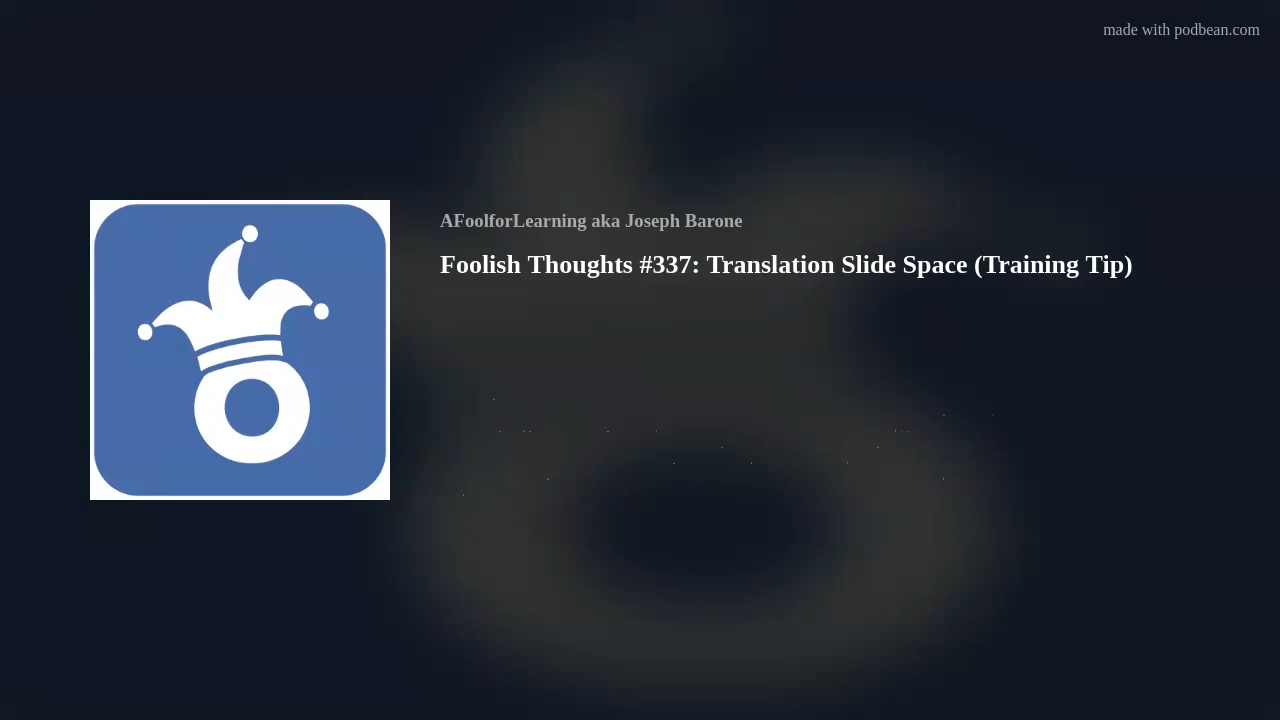 made with podbean.com
AFoolforLearning aka Joseph Barone
Foolish Thoughts #337: Translation Slide Space (Training Tip)